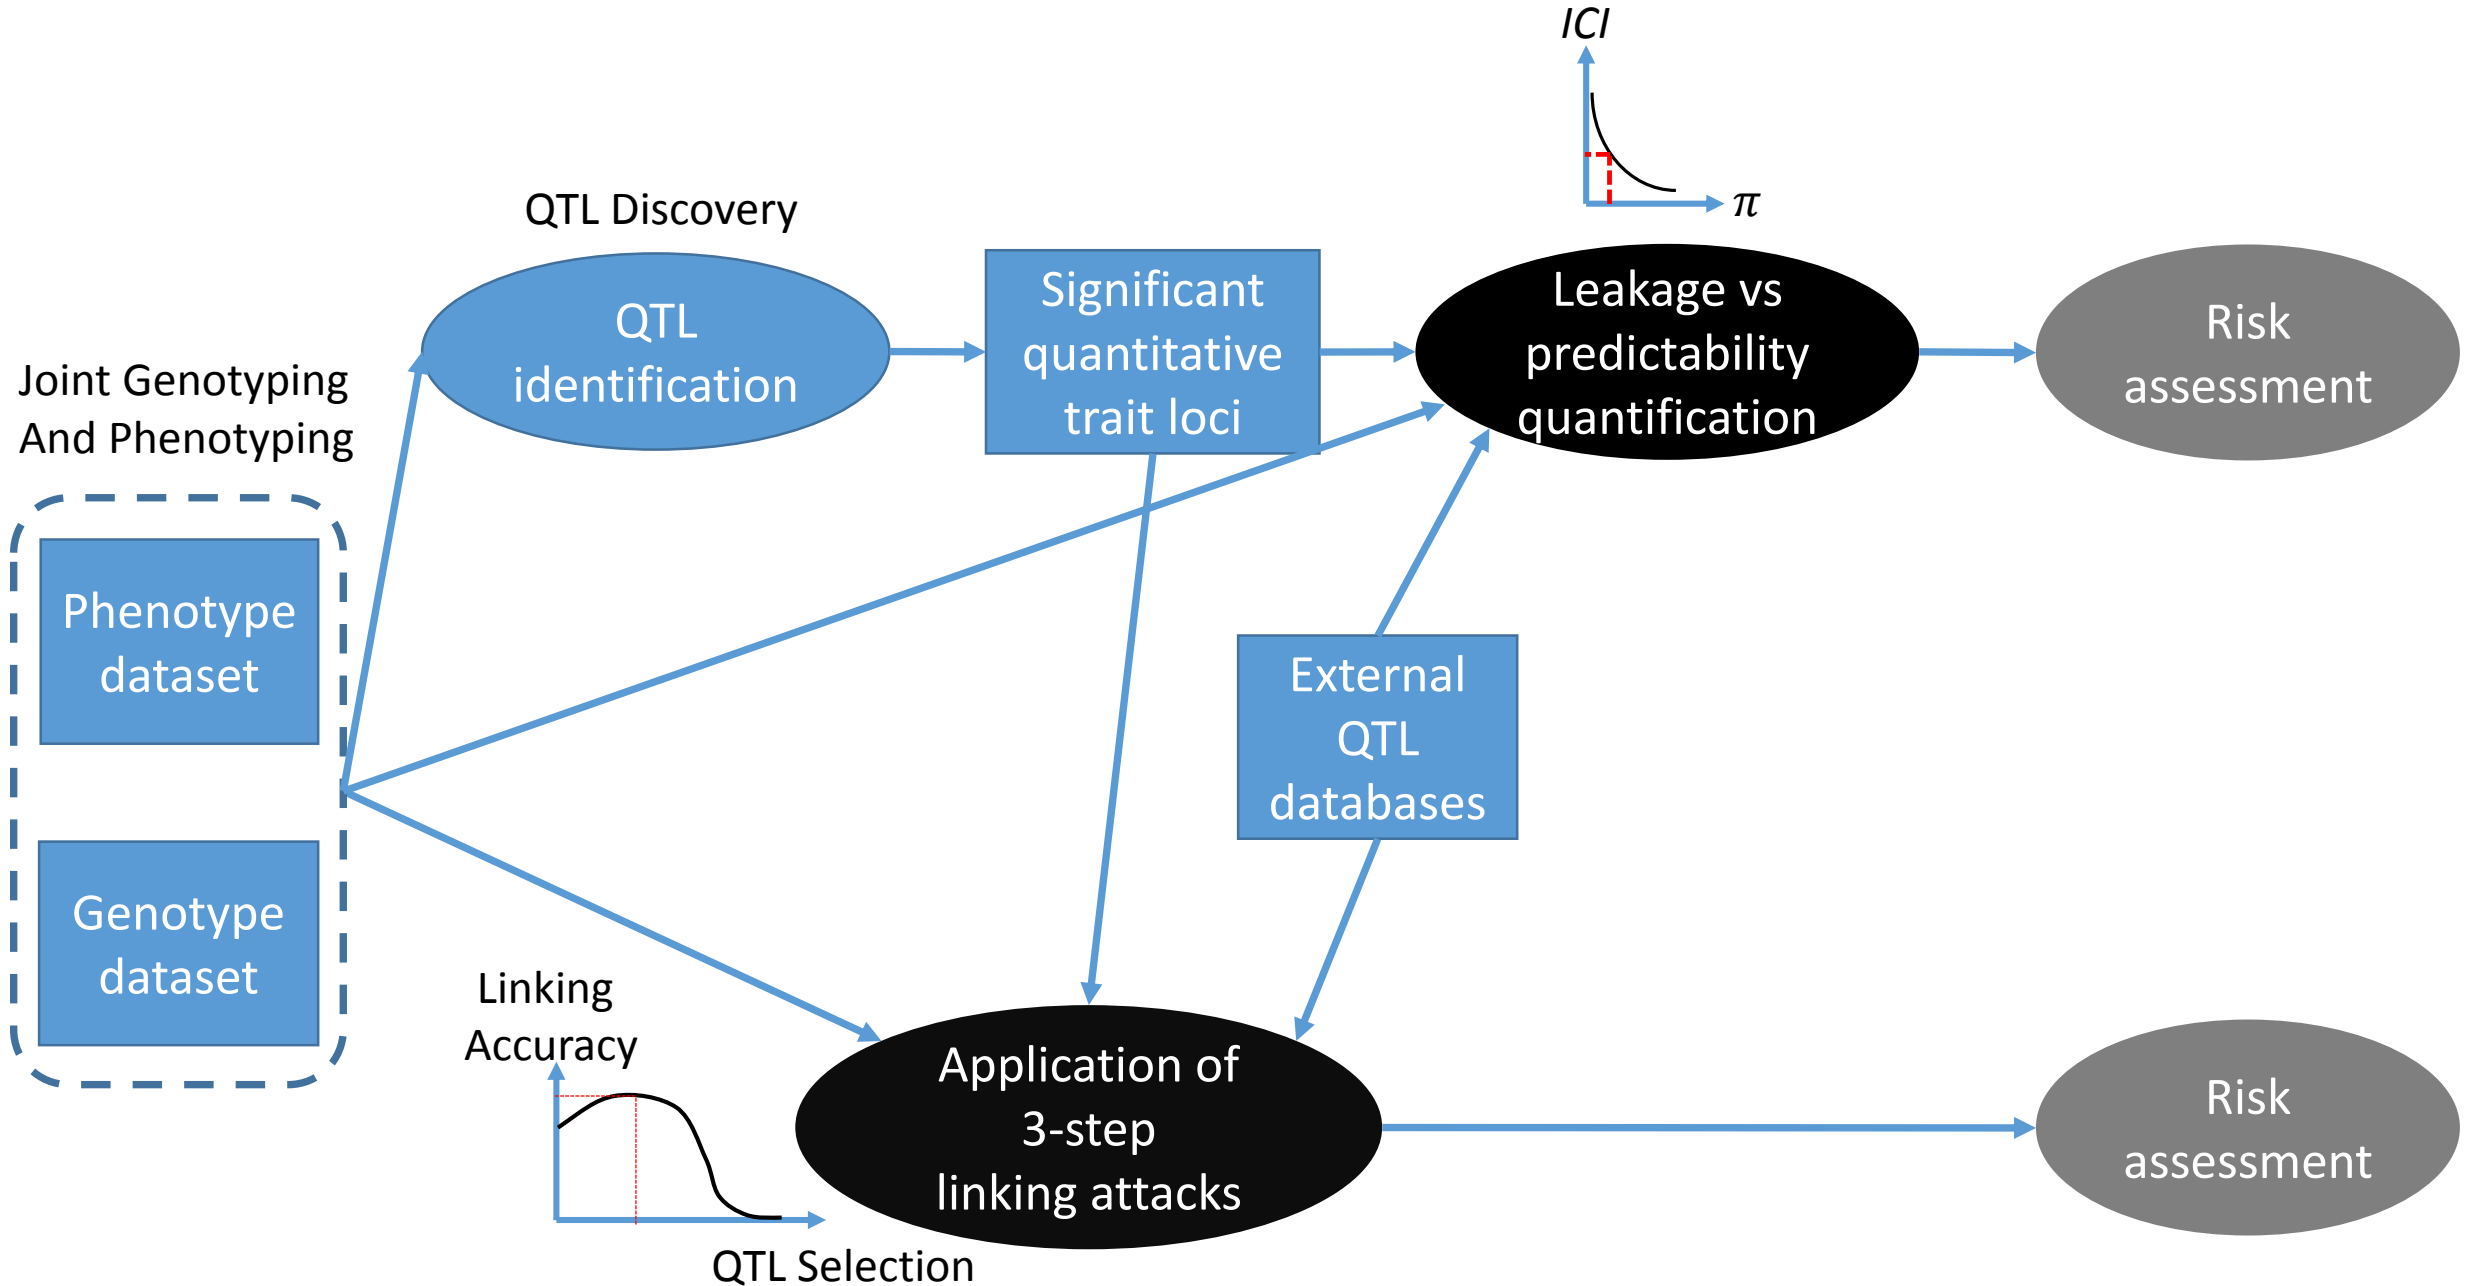 ICI
π
QTL Discovery
QTL
identification
Significant
quantitative
trait loci
Leakage vs
predictability
quantification
Risk
assessment
Joint Genotyping
And Phenotyping
Phenotype
dataset
Genotype
dataset
External
QTL
databases
Linking
Accuracy
QTL Selection
Application of
3-step
linking attacks
Risk
assessment